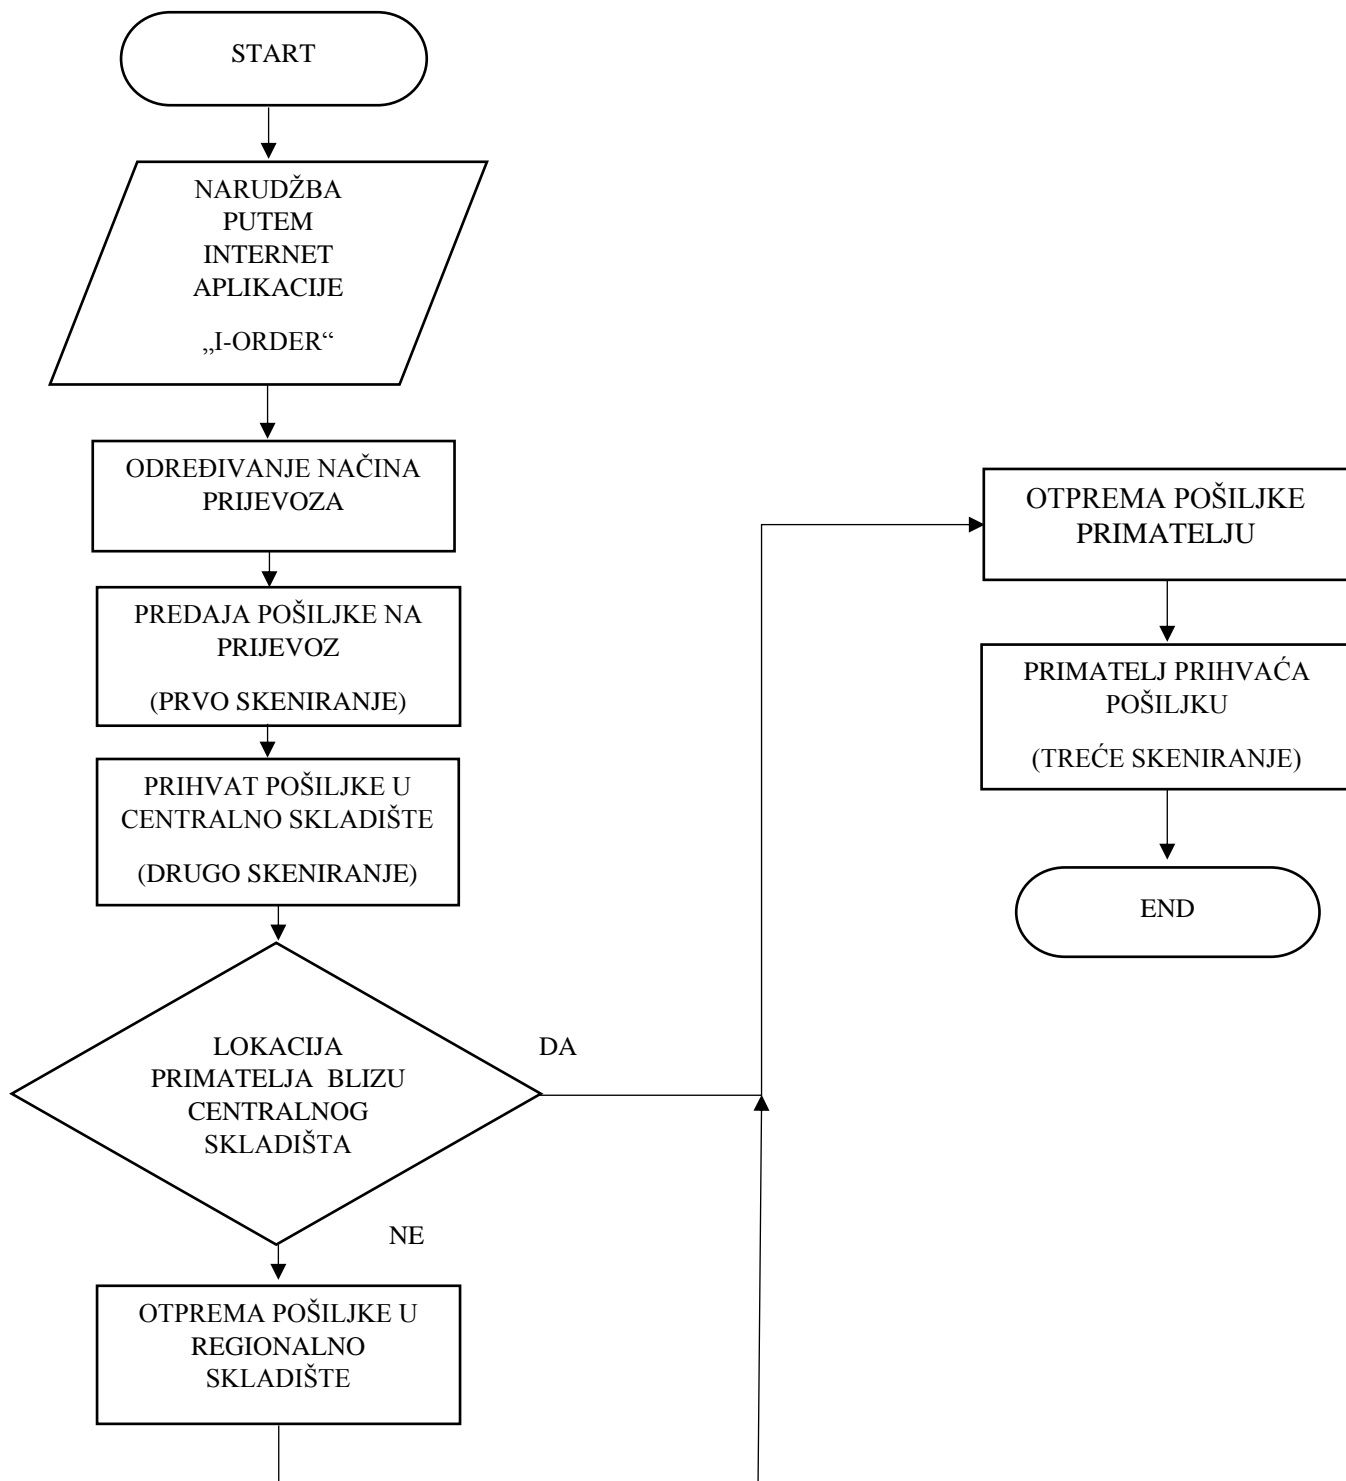 START
NARUDŽBA
PUTEM
INTERNET
APLIKACIJE
„I-ORDER“
ODREĐIVANJE NAČINA
PRIJEVOZA
PREDAJA POŠILJKE NA
PRIJEVOZ
(PRVO SKENIRANJE)
PRIHVAT POŠILJKE U
CENTRALNO SKLADIŠTE
(DRUGO SKENIRANJE)
LOKACIJA
PRIMATELJA  BLIZU
CENTRALNOG
SKLADIŠTA
DA
NE
OTPREMA POŠILJKE U
REGIONALNO
SKLADIŠTE
OTPREMA POŠILJKE
PRIMATELJU
PRIMATELJ PRIHVAĆA
POŠILJKU
(TREĆE SKENIRANJE)
END